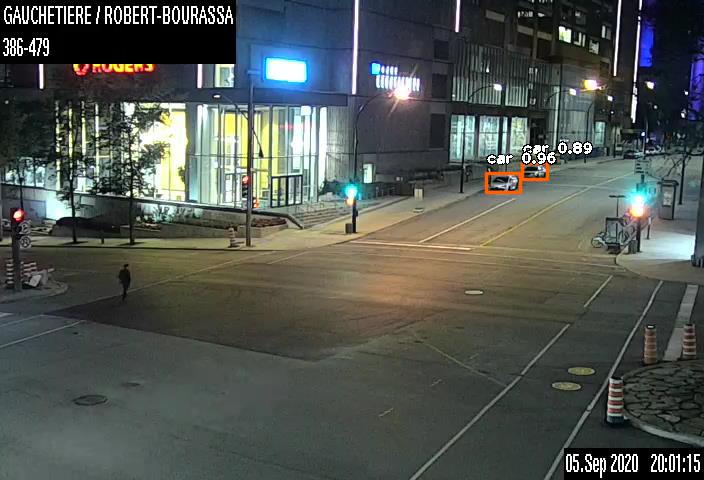 GAUCHETIERE / ROBERT-BOURASSA
386-479
ROGERS
car 0.89
car 0.96
05.Sep 2020 20:01:15